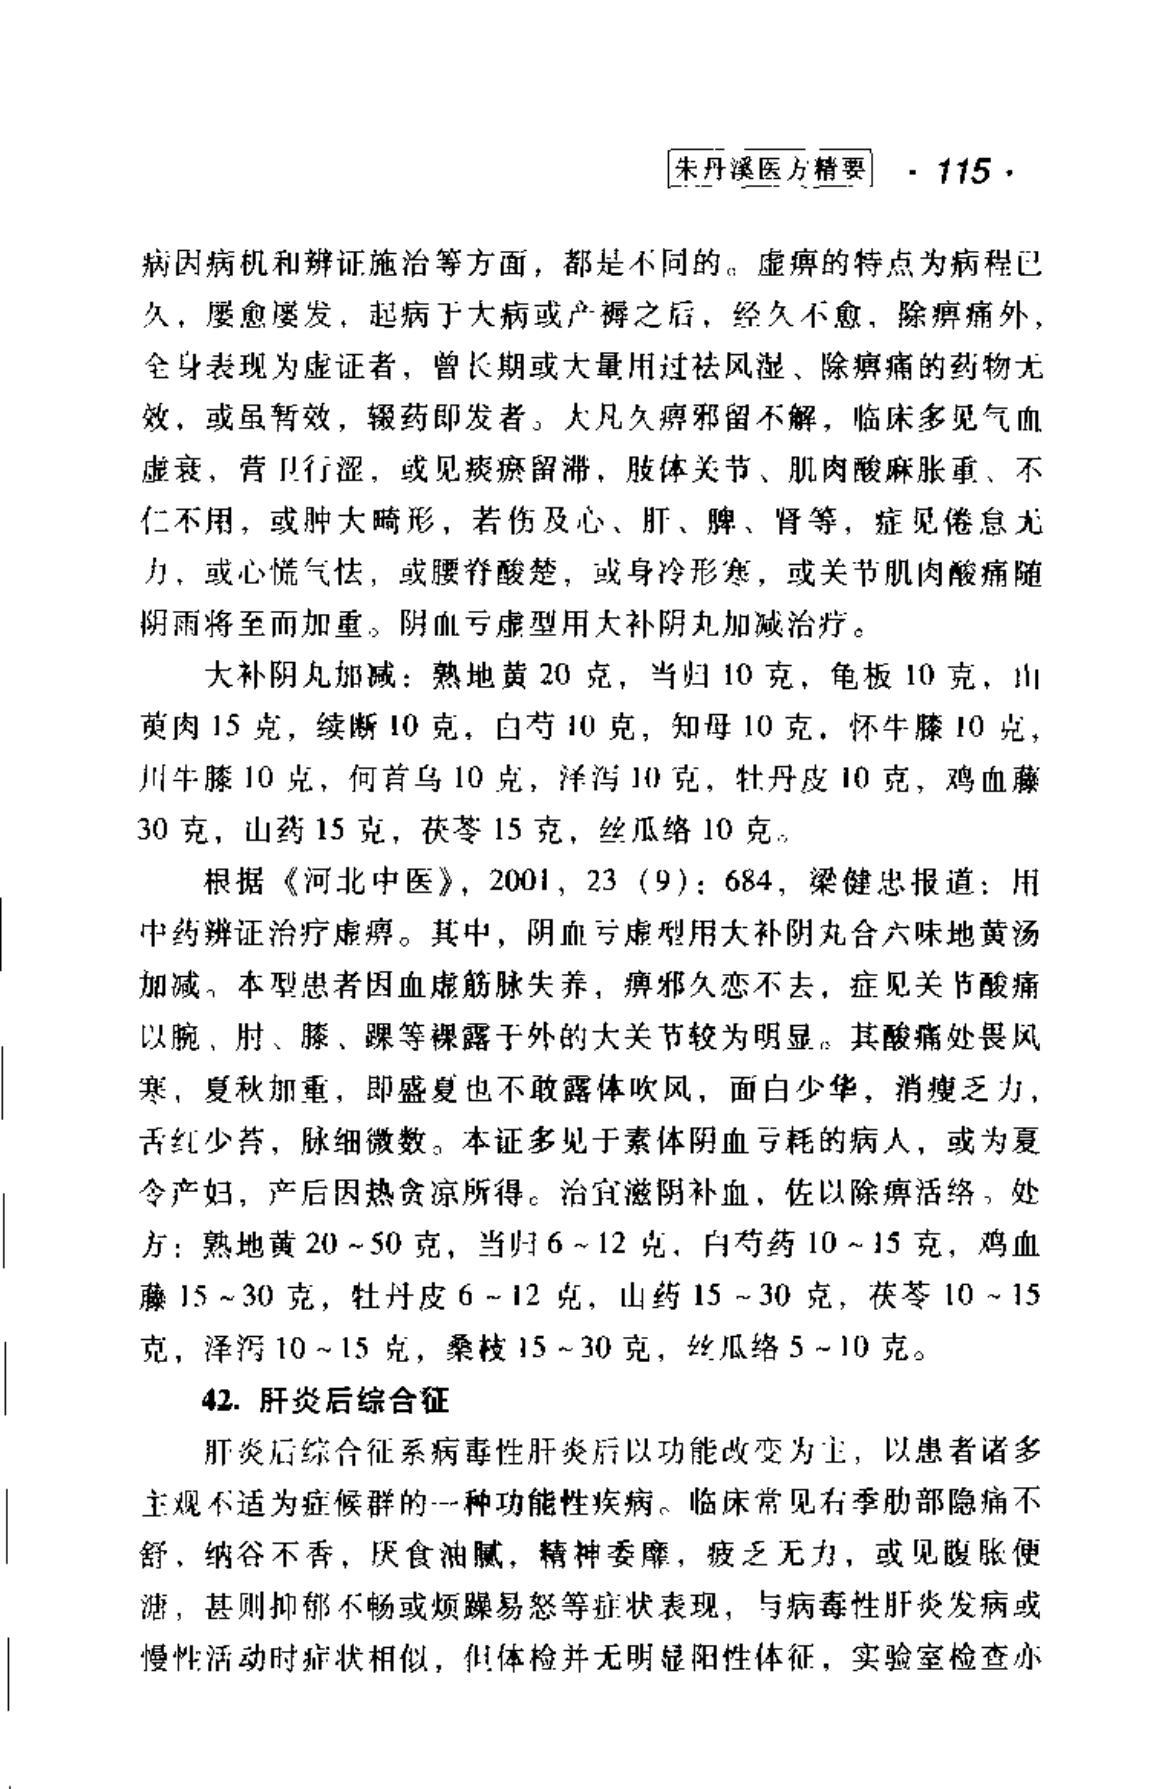 朱丹溪医方精要 · 115 ·
病因病机和辨证施治等方面，都是不同的。虚痹的特点为病程已
久，屡愈屡发，起病于大病或产褥之后，经久不愈，除痹痛外，
全身表现为虚证者，曾长期或大量用过祛风湿、除痹痛的药物无
效，或虽暂效，辍药即发者。大凡久痹邪留不解，临床多见气血
虚衰，营卫行涩，或见痰瘀留滞，肢体关节、肌肉酸麻胀重、不
仁不用，或肿大畸形，若伤及心、肝、脾、肾等，症见倦怠无
力，或心慌气怯，或腰脊酸楚，或身冷形寒，或关节肌肉酸痛随
阴雨将至而加重。阴血亏虚型用大补阴丸加减治疗。
大补阴丸加减：熟地黄 20 克，当归 10 克，龟板 10 克，山
萸肉 15 克，续断 10 克，白芍 10 克，知母 10 克，怀牛膝 10 克，
川牛膝 10 克，何首乌 10 克，泽泻 10 克，牡丹皮 10 克，鸡血藤
30 克，山药 15 克，茯苓 15 克，丝瓜络 10 克。
根据《河北中医》，2001，23（9）：684，梁健忠报道：用
中药辨证治疗虚痹。其中，阴血亏虚型用大补阴丸合六味地黄汤
加减。本型患者因血虚筋脉失养，痹邪久恋不去，症见关节酸痛
以腕、肘、膝、踝等裸露于外的大关节较为明显。其酸痛处畏风
寒，夏秋加重，即盛夏也不敢露体吹风，面白少华，消瘦乏力，
舌红少苔，脉细微数。本证多见于素体阴血亏耗的病人，或为夏
令产妇，产后因热贪凉所得。治宜滋阴补血，佐以除痹活络。处
方：熟地黄 20～50 克，当归 6～12 克，白芍药 10～15 克，鸡血
藤 15～30 克，牡丹皮 6～12 克，山药 15～30 克，茯苓 10～15
克，泽泻 10～15 克，桑枝 15～30 克，丝瓜络 5～10 克。
42. 肝炎后综合征
肝炎后综合征系病毒性肝炎后以功能改变为主，以患者诸多
主观不适为症候群的一种功能性疾病。临床常见右季肋部隐痛不
舒，纳谷不香，厌食油腻，精神委靡，疲乏无力，或见腹胀便
溏，甚则抑郁不畅或烦躁易怒等症状表现，与病毒性肝炎发病或
慢性活动时症状相似，但体检并无明显阳性体征，实验室检查亦